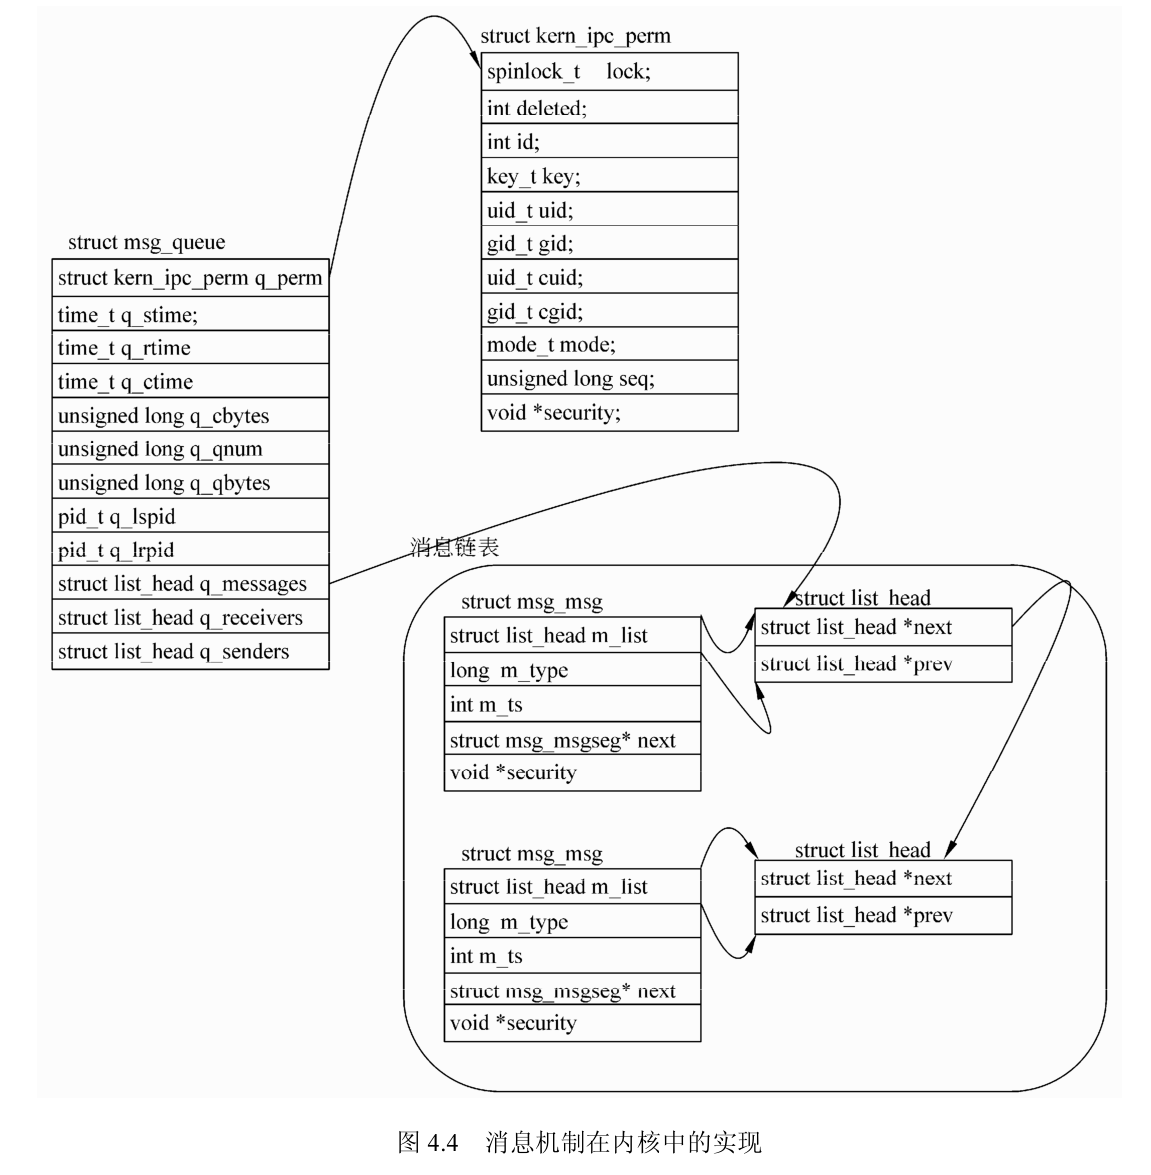 struct kern_ipc_perm
spinlock_t lock;
int deleted;
int id;
key_t key;
uid_t uid;
gid_t gid;
uid_t cuid;
gid_t cgid;
mode_t mode;
unsigned long seq;
void *security;
struct msg_queue
struct kern_ipc_perm q_perm
time_t q_stime;
time_t q_rtime
time_t q_ctime
unsigned long q_cbytes
unsigned long q_qnum
unsigned long q_qbytes
pid_t q_lspid
pid_t q_lrpid
struct list_head q_messages
struct list_head q_receivers
struct list_head q_senders
消息链表
struct msg_msg
struct list_head m_list
long m_type
int m_ts
struct msg_msgseg* next
void *security
struct list_head
struct list_head *next
struct list_head *prev
struct msg_msg
struct list_head m_list
long m_type
int m_ts
struct msg_msgseg* next
void *security
struct list_head
struct list_head *next
struct list_head *prev
图 4.4 消息机制在内核中的实现